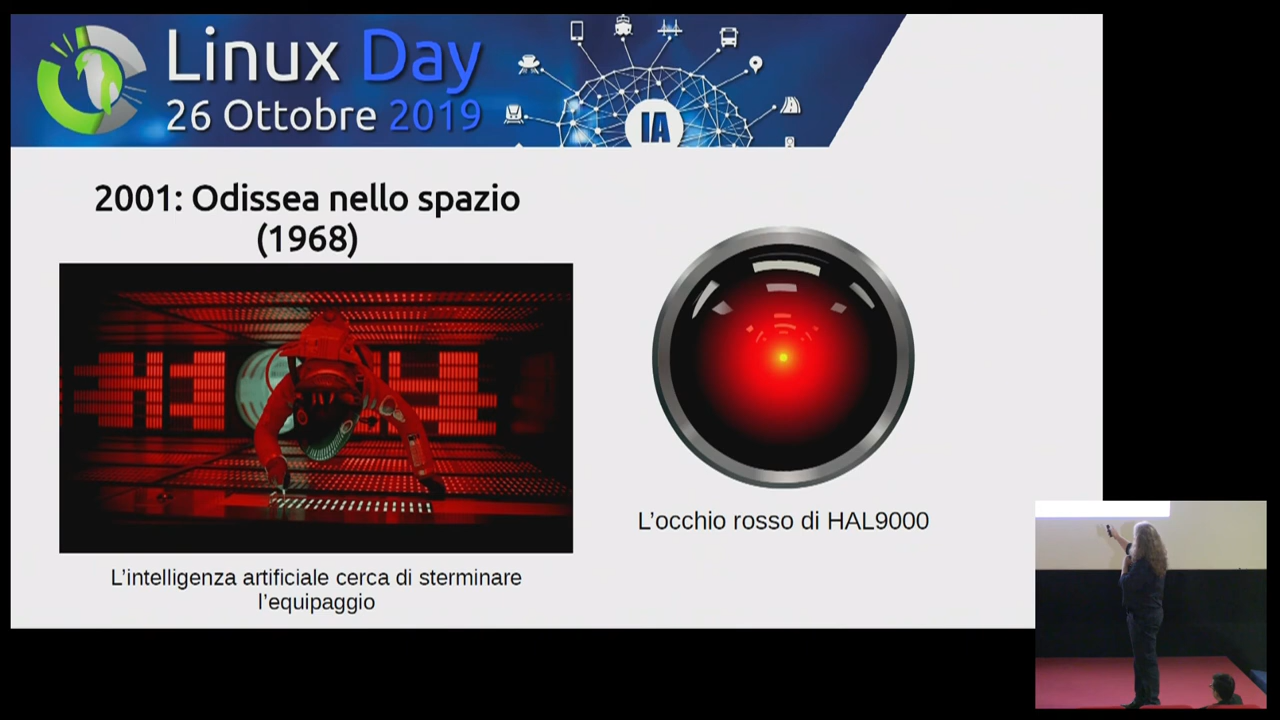 Linux Day
26 Ottobre 2019
IA
2001: Odissea nello spazio
(1968)
L'intelligenza artificiale cerca di sterminare
l'equipaggio
L'occhio rosso di HAL9000